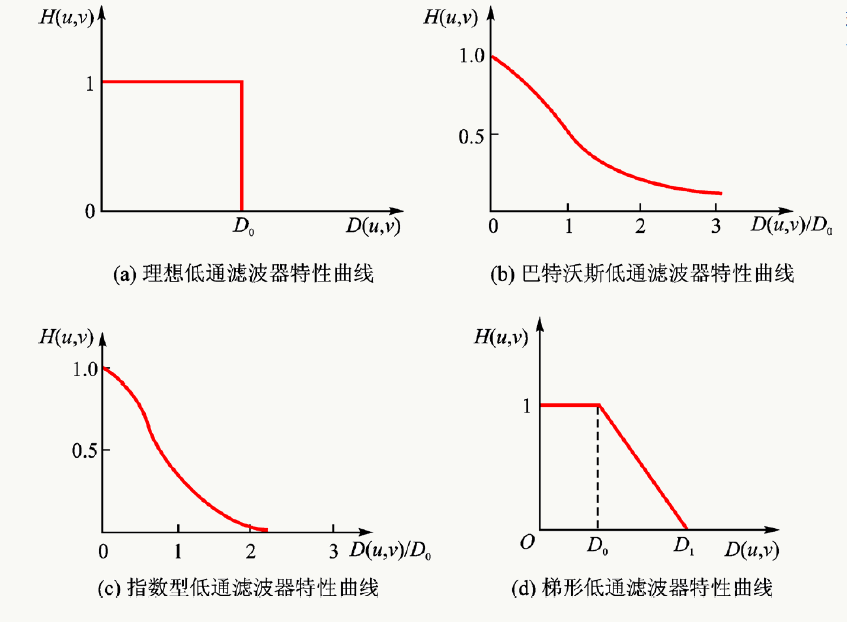 H(u,v)
1
0
D₀
D(u,v)
(a) 理想低通滤波器特性曲线
H(u,v)
1.0
0.5
0 1 2 3 D(u,v)/D₀
(b) 巴特沃斯低通滤波器特性曲线
H(u,v)
1.0
0.5
0 1 2 3 D(u,v)/D₀
(c) 指数型低通滤波器特性曲线
H(u,v)
1
O D₀ D₁ D(u,v)
(d) 梯形低通滤波器特性曲线